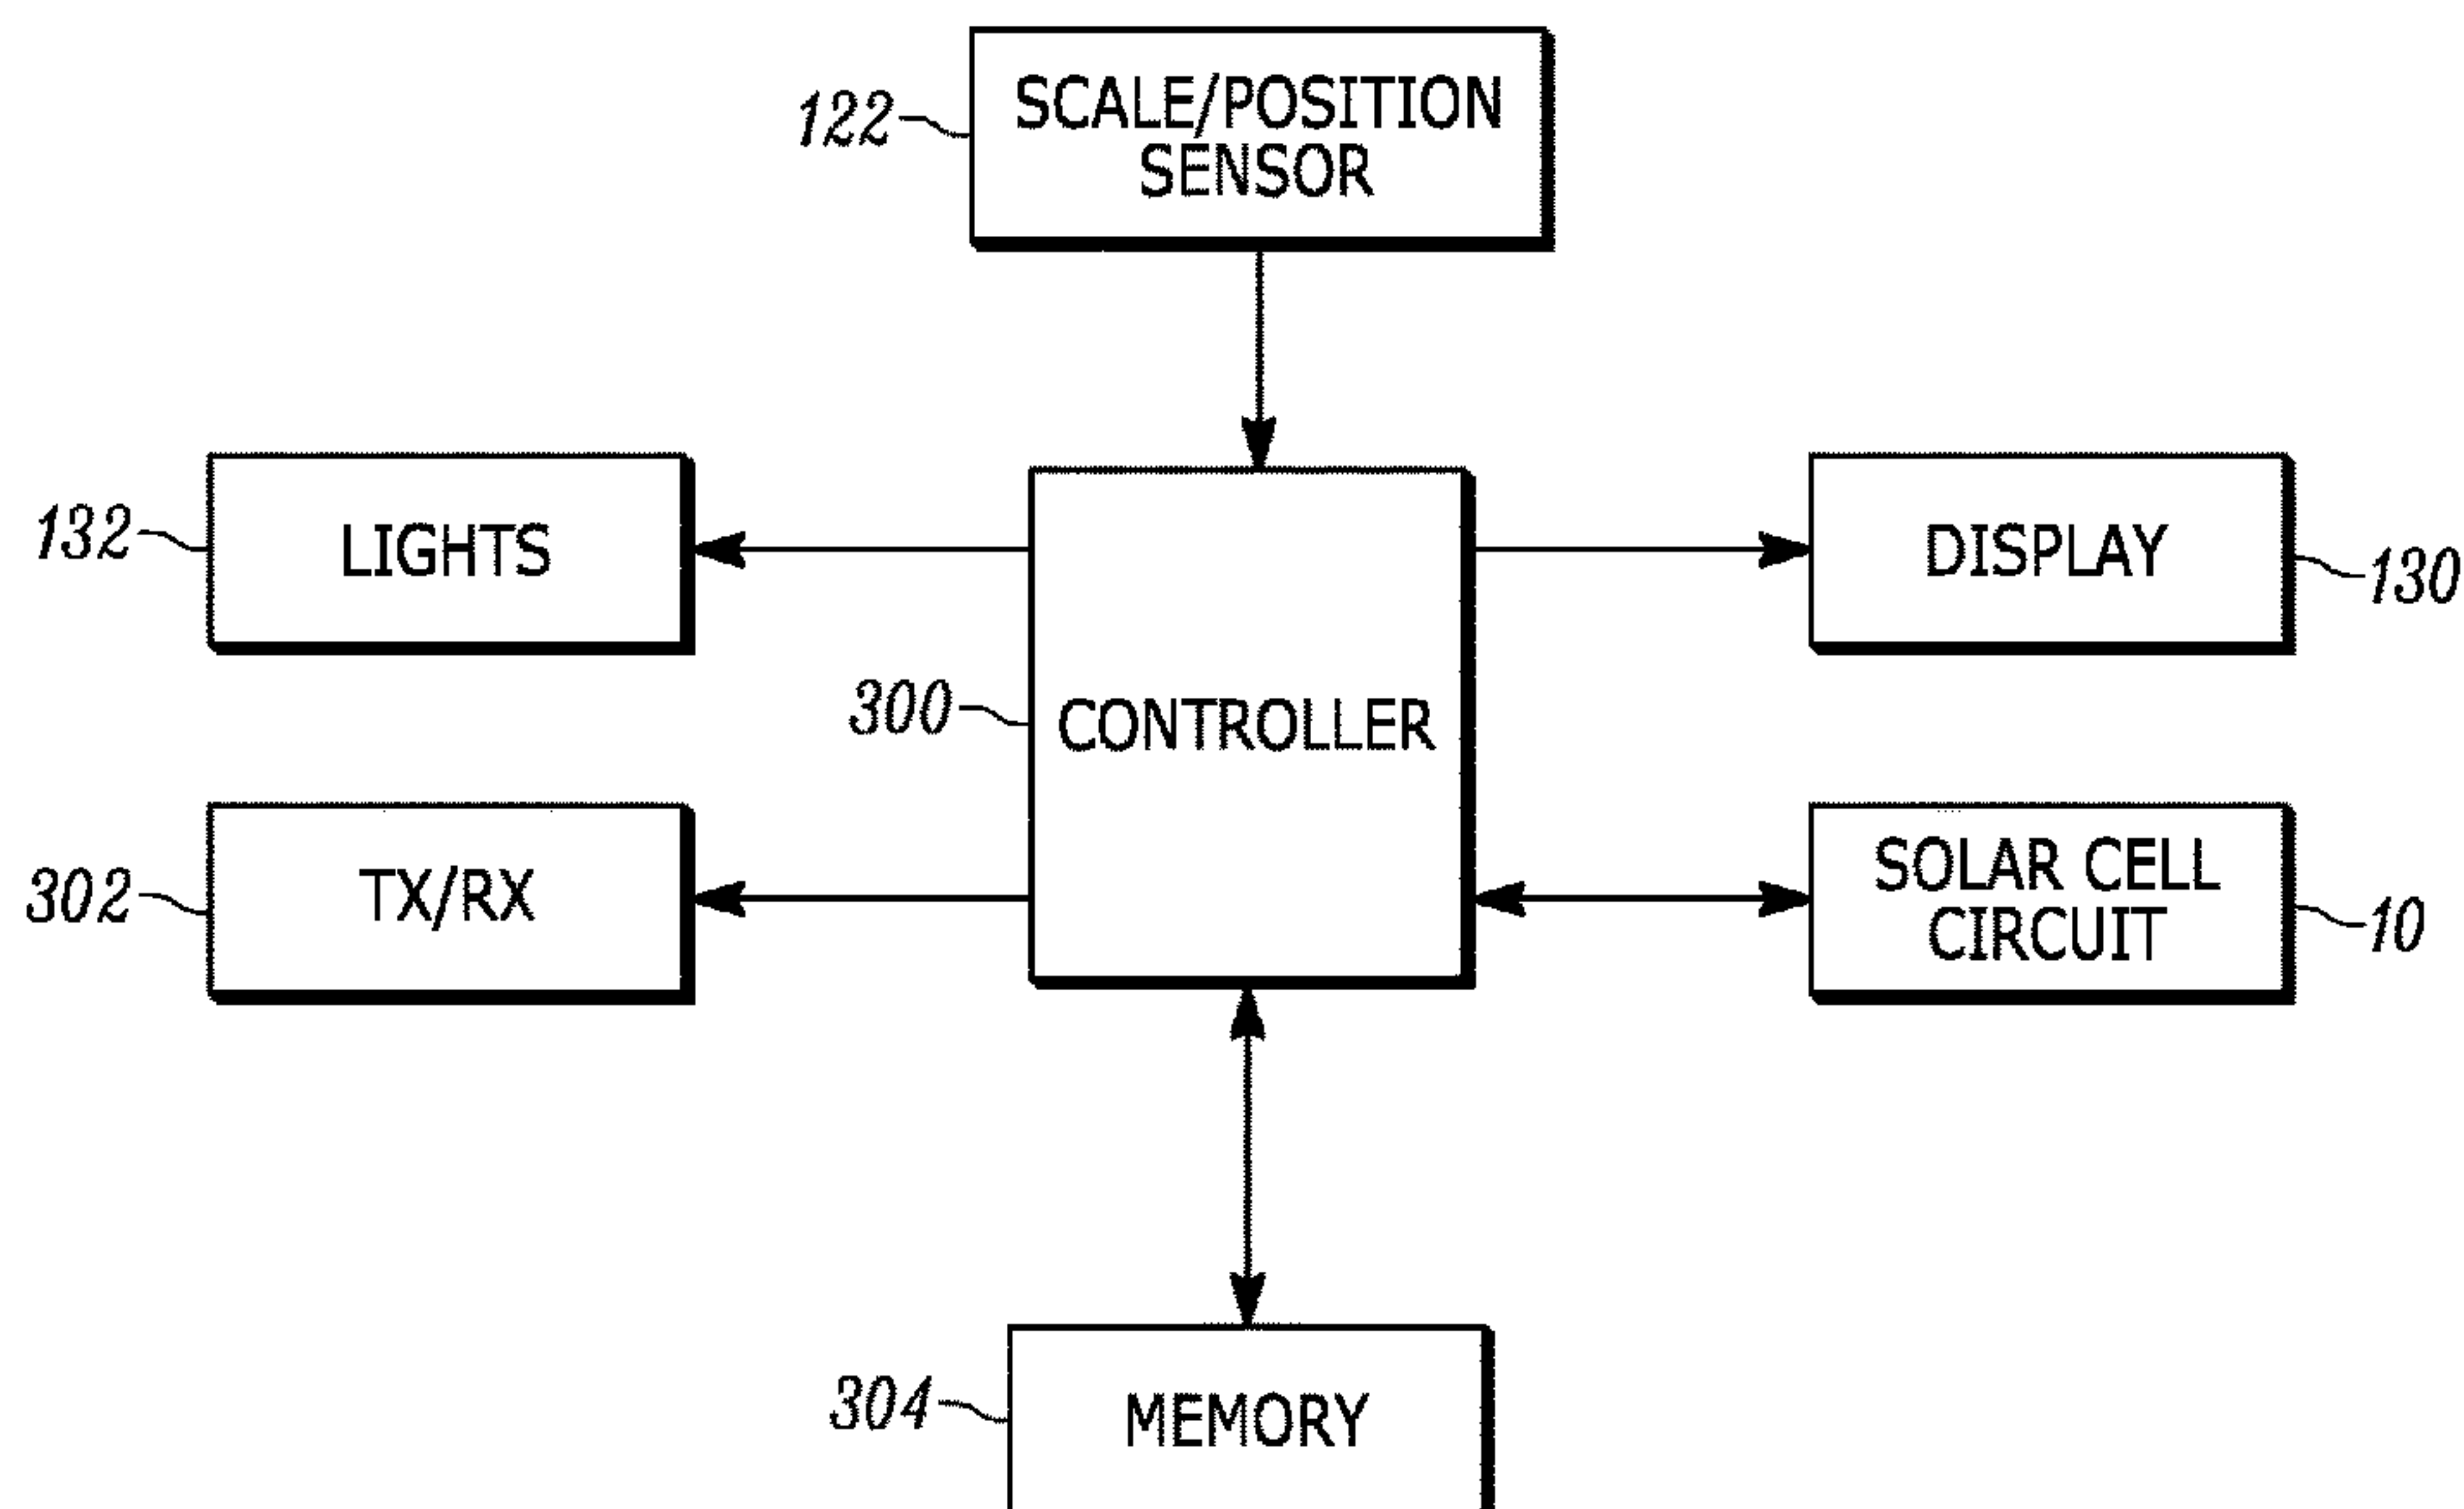 122
SCALE/POSITION
SENSOR
132
LIGHTS
DISPLAY
130
300
CONTROLLER
302
TX/RX
SOLAR CELL
CIRCUIT
10
304
MEMORY